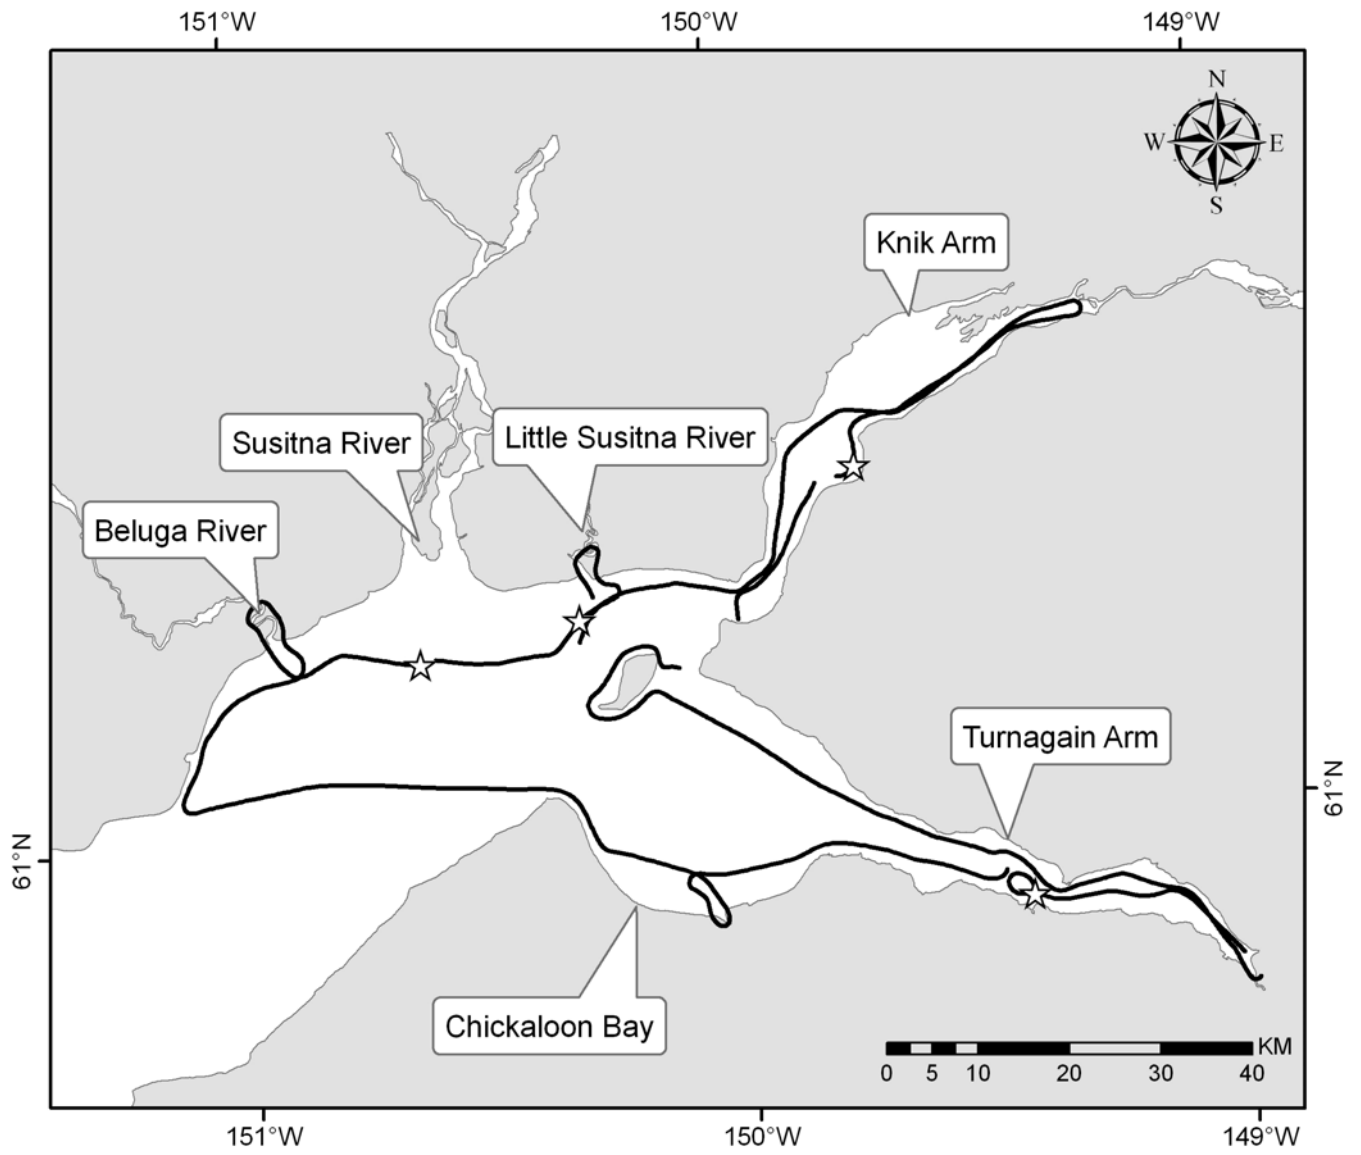 151°W 150°W 149°W
N
W E
S
Knik Arm
Susitna River
Little Susitna River
Beluga River
Turnagain Arm
61°N
61°N
Chickaloon Bay
KM
0 5 10 20 30 40
151°W 150°W 149°W